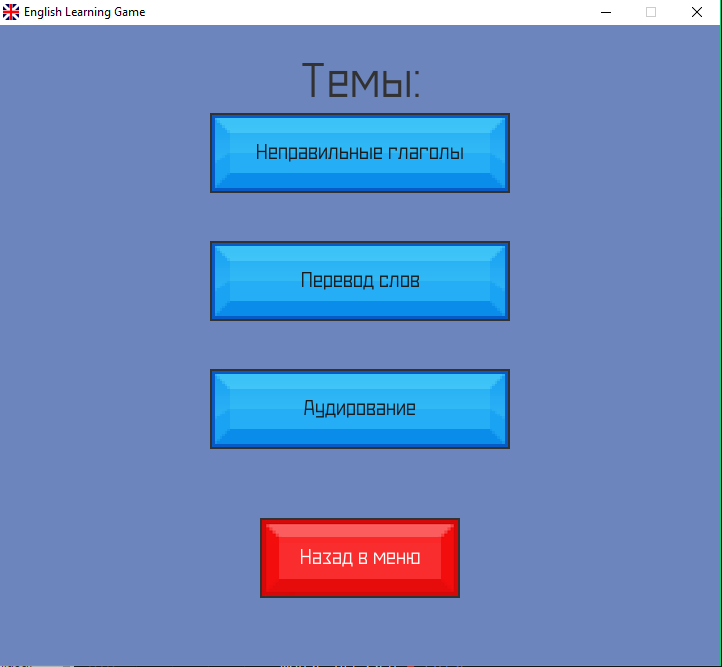 English Learning Game
Темы:
Неправильные глаголы
Перевод слов
Аудирование
Назад в меню